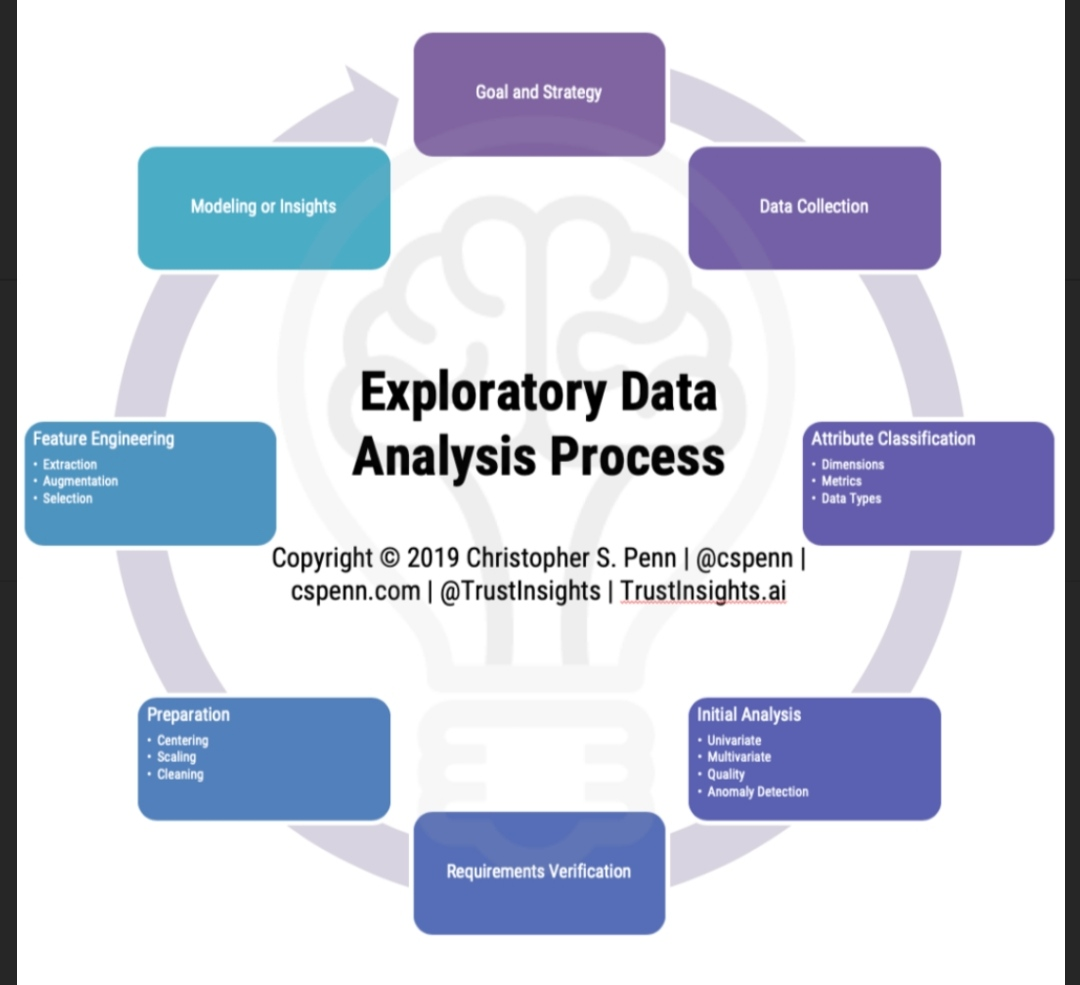 Goal and Strategy
Data Collection
Attribute Classification
• Dimensions
• Metrics
• Data Types
Initial Analysis
• Univariate
• Multivariate
• Quality
• Anomaly Detection
Requirements Verification
Preparation
• Centering
• Scaling
• Cleaning
Feature Engineering
• Extraction
• Augmentation
• Selection
Modeling or Insights
Exploratory Data
Analysis Process
Copyright © 2019 Christopher S. Penn | @cspenn |
cspenn.com | @TrustInsights | TrustInsights.ai